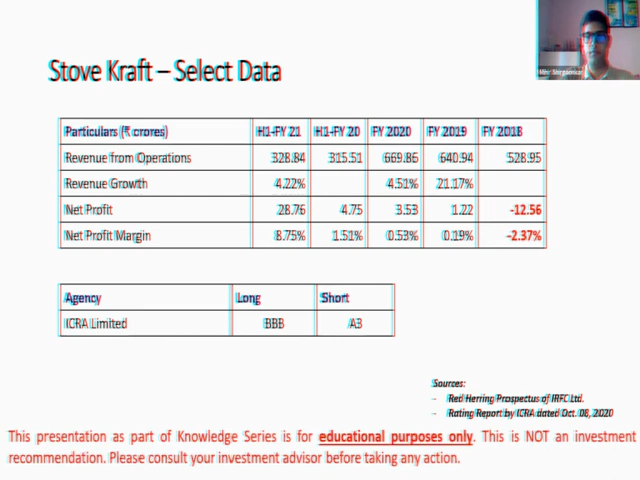 Stove Kraft – Select Data
Particulars (₹ crores) H1-FY 21 H1-FY 20 FY 2020 FY 2019 FY 2018
Revenue from Operations 328.84 315.51 669.86 640.94 528.95
Revenue Growth 4.22% 4.51% 21.17%
Net Profit 28.76 4.75 3.53 1.22 -12.56
Net Profit Margin 8.75% 1.51% 0.53% 0.19% -2.37%
Agency Long Short
ICRA Limited BBB A3
Sources:
- Red Herring Prospectus of IRFC Ltd.
- Rating Report by ICRA dated Oct. 08, 2020
This presentation as part of Knowledge Series is for educational purposes only. This is NOT an investment
recommendation. Please consult your investment advisor before taking any action.